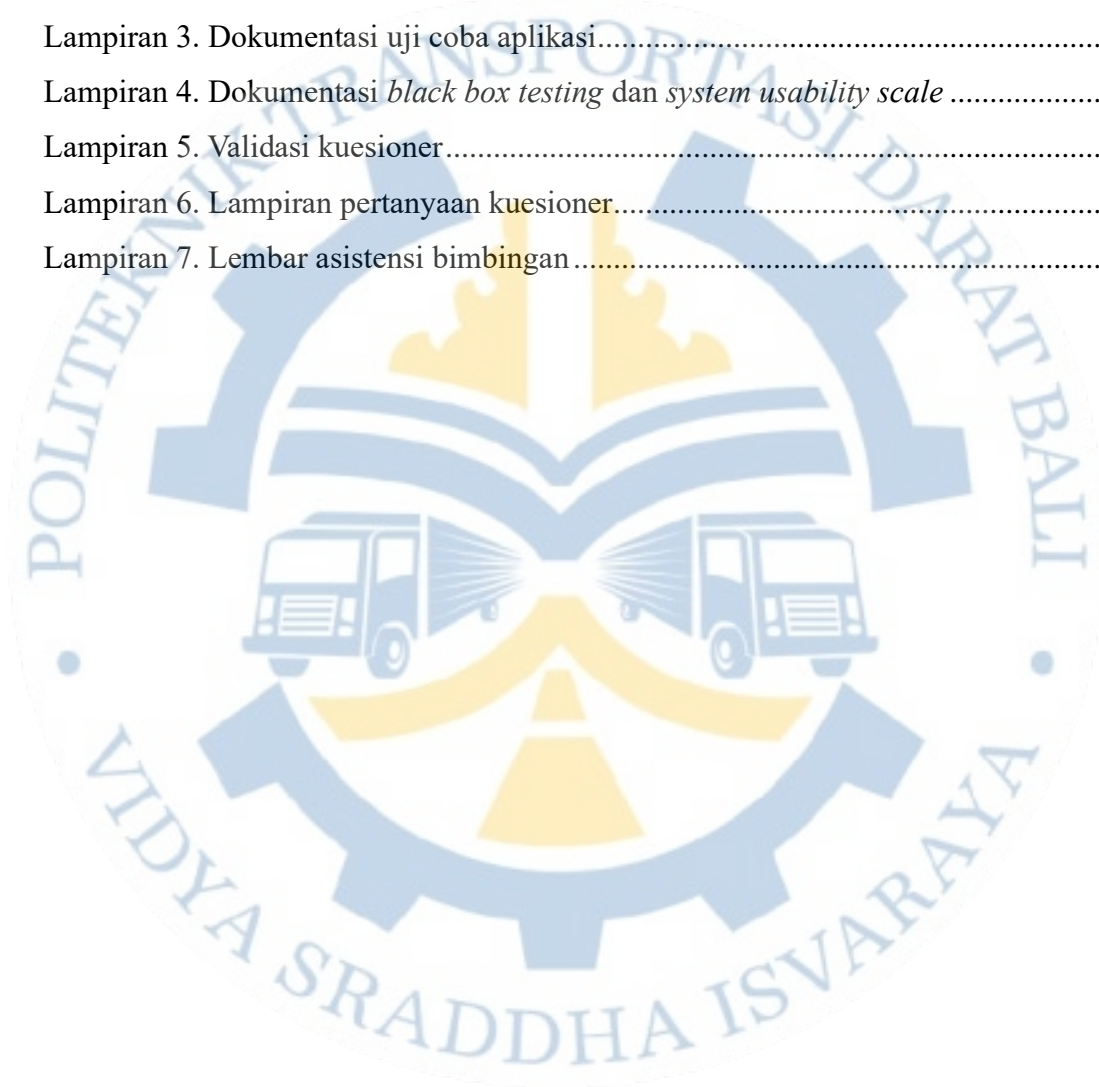 Lampiran 3. Dokumentasi uji coba aplikasi........................................................
Lampiran 4. Dokumentasi black box testing dan system usability scale ..................
Lampiran 5. Validasi kuesioner..........................................................................
Lampiran 6. Lampiran pertanyaan kuesioner.......................................................
Lampiran 7. Lembar asistensi bimbingan............................................................
POLITEKNIK TRANSPORTASI DARAT BALI
• VIDYA SRADDHA ISVARAYA •